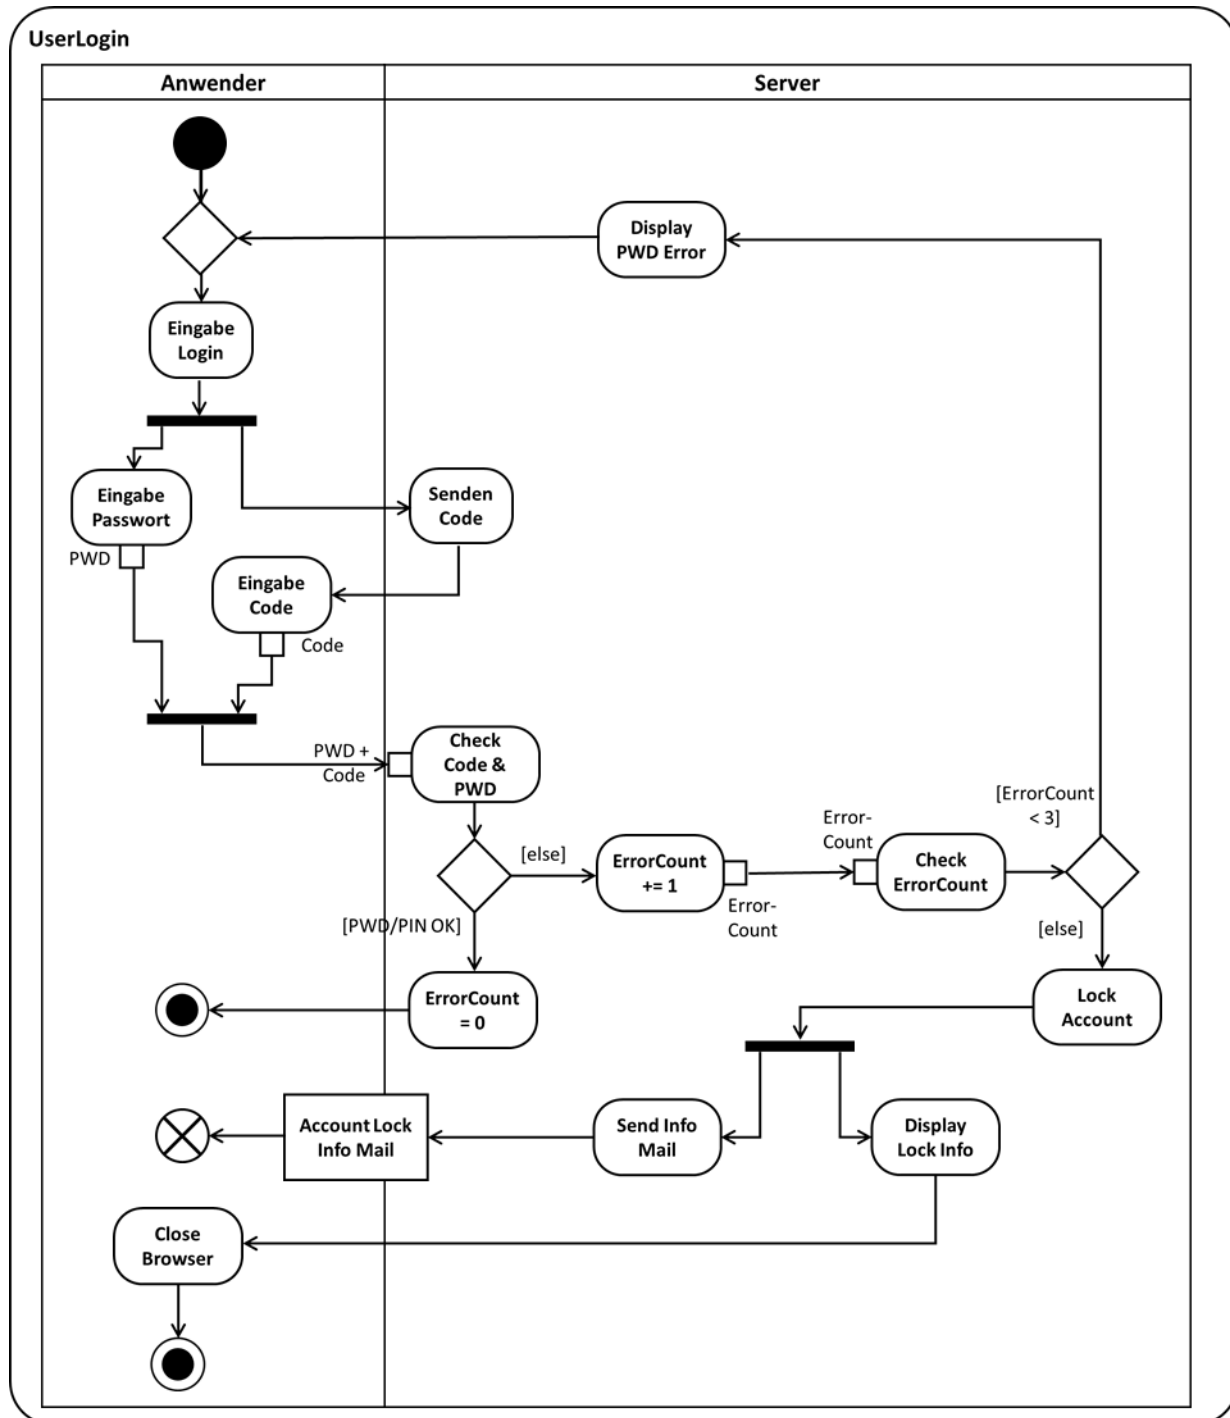 UserLogin
Anwender
Server
Display
PWD Error
Eingabe
Login
Eingabe
Passwort
Senden
Code
PWD
Eingabe
Code
Code
PWD +
Code
Check
Code &
PWD
[ErrorCount
< 3]
Error-
Count
[else]
ErrorCount
+= 1
Check
ErrorCount
Error-
Count
[PWD/PIN OK]
[else]
ErrorCount
= 0
Lock
Account
Account Lock
Info Mail
Send Info
Mail
Display
Lock Info
Close
Browser